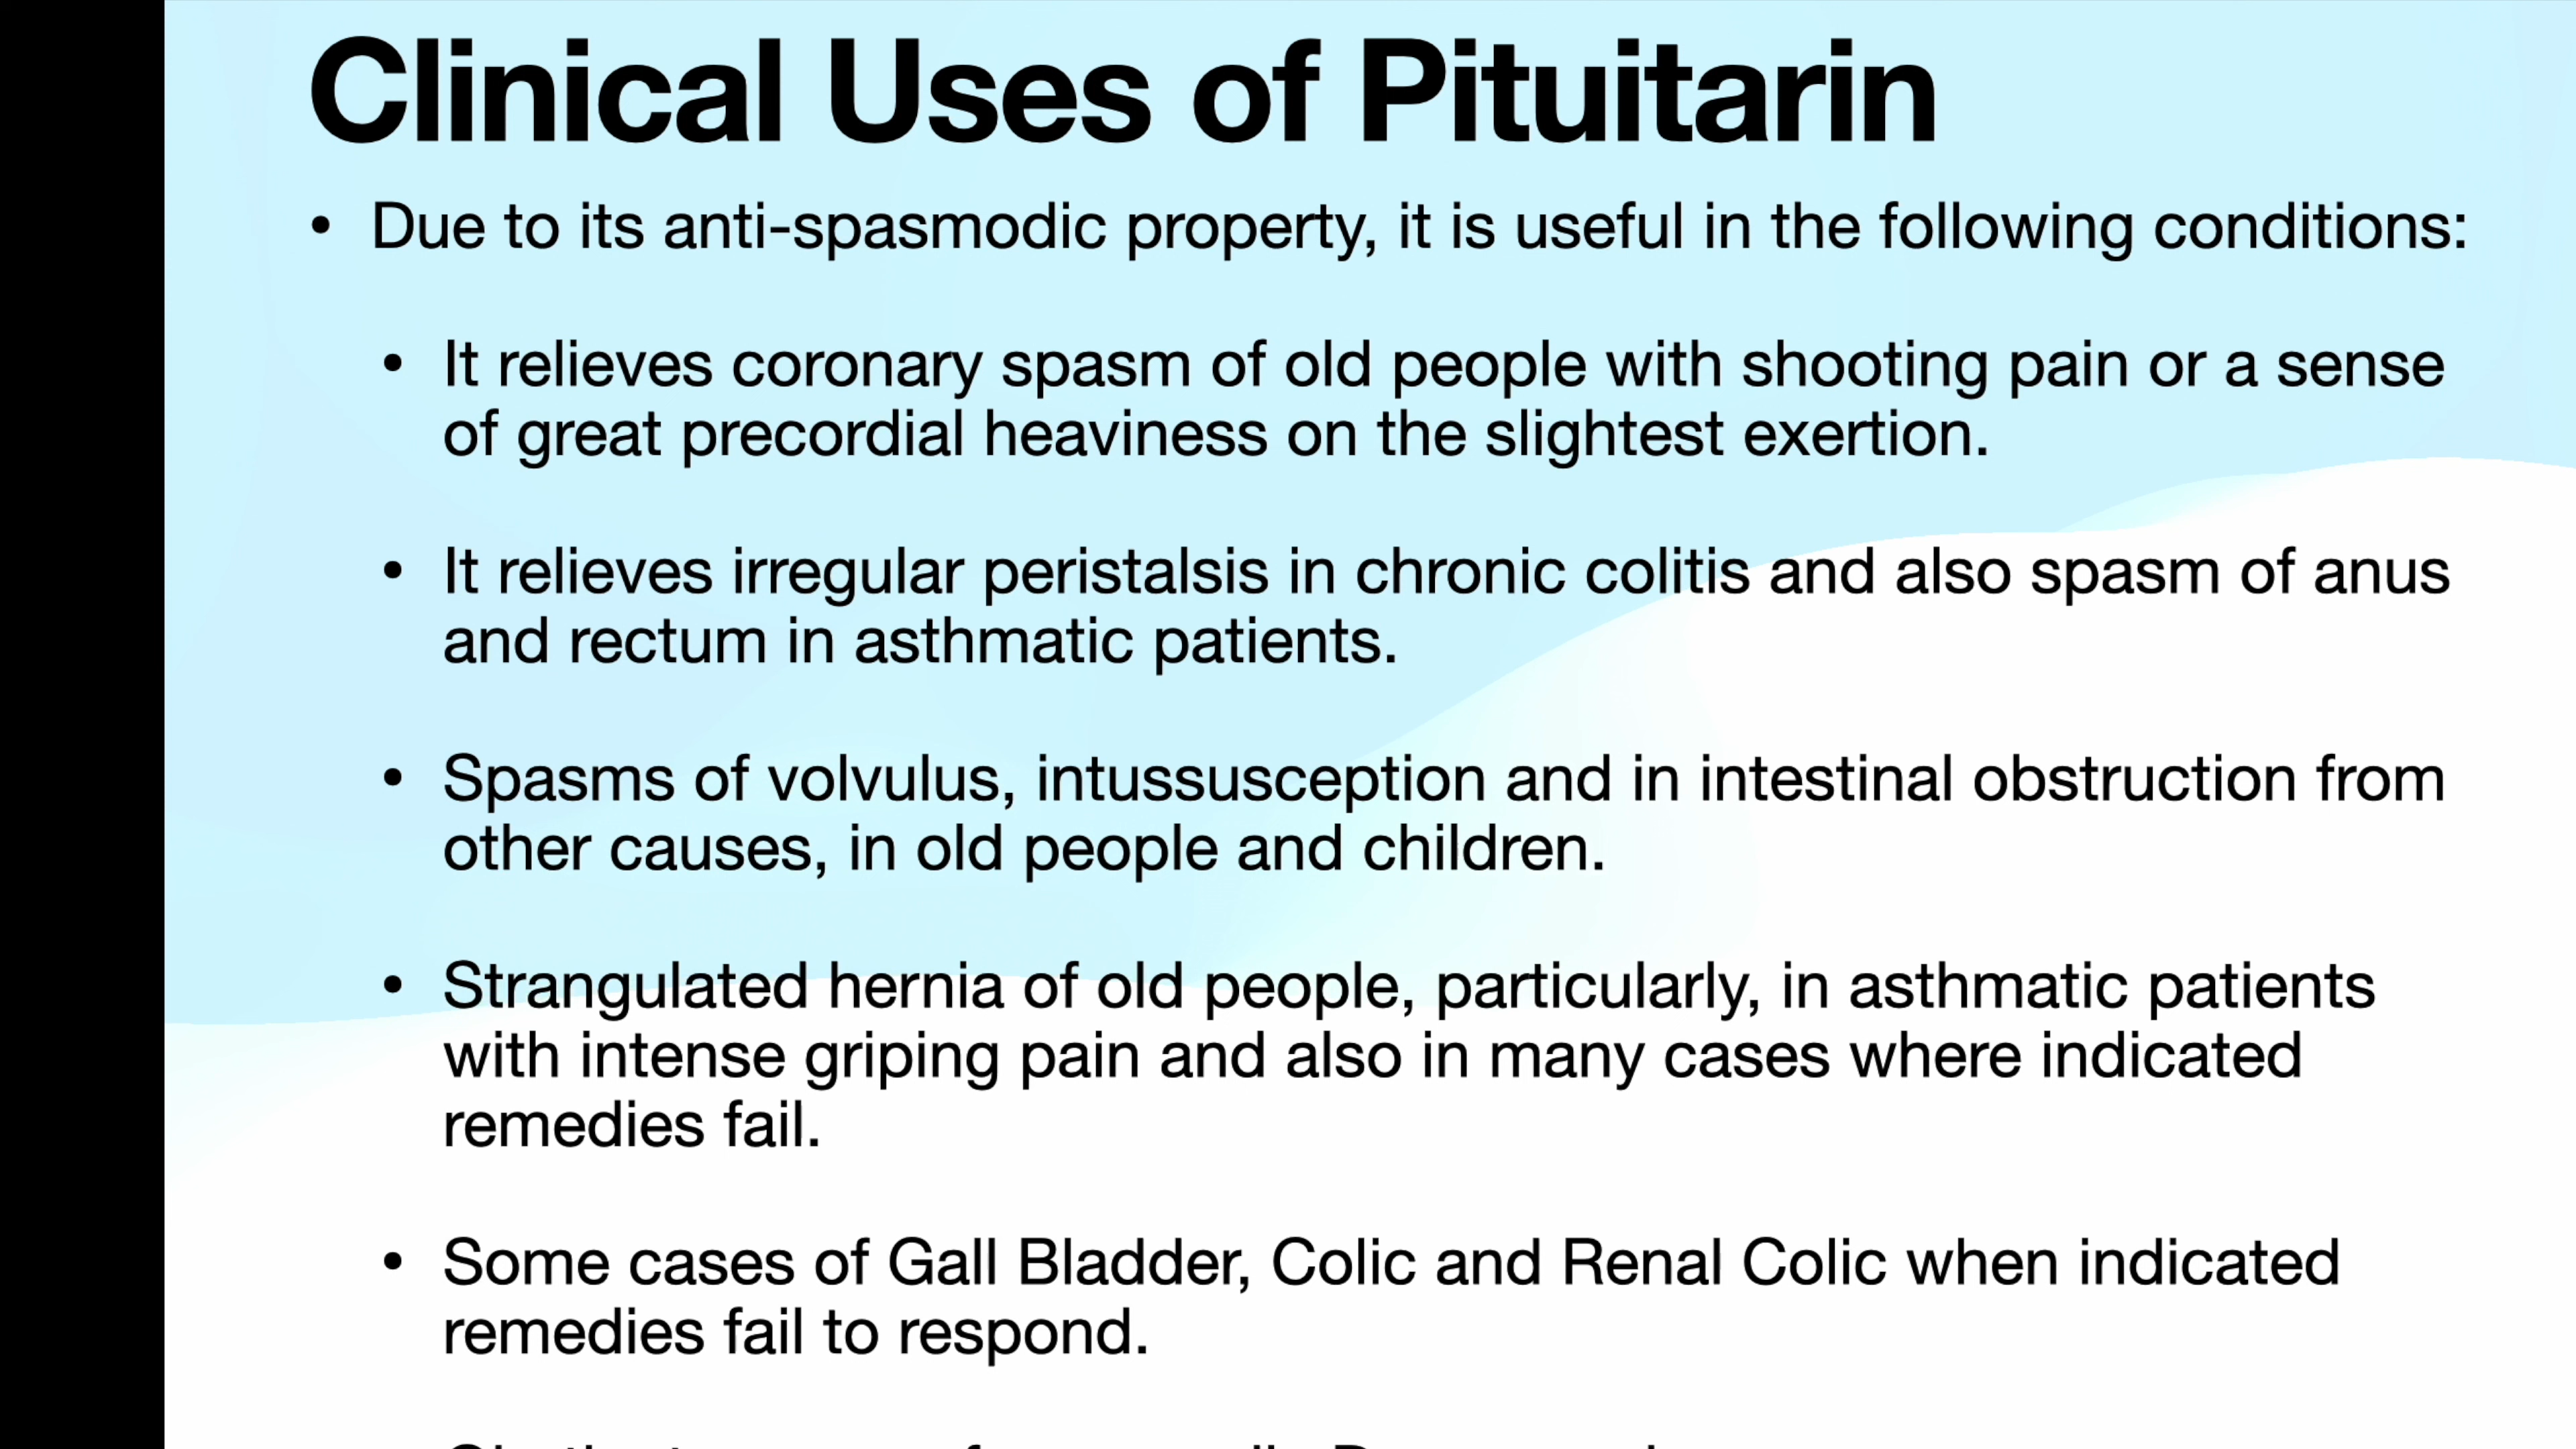 Clinical Uses of Pituitarin
• Due to its anti-spasmodic property, it is useful in the following conditions:
• It relieves coronary spasm of old people with shooting pain or a sense
of great precordial heaviness on the slightest exertion.
• It relieves irregular peristalsis in chronic colitis and also spasm of anus
and rectum in asthmatic patients.
• Spasms of volvulus, intussusception and in intestinal obstruction from
other causes, in old people and children.
• Strangulated hernia of old people, particularly, in asthmatic patients
with intense griping pain and also in many cases where indicated
remedies fail.
• Some cases of Gall Bladder, Colic and Renal Colic when indicated
remedies fail to respond.